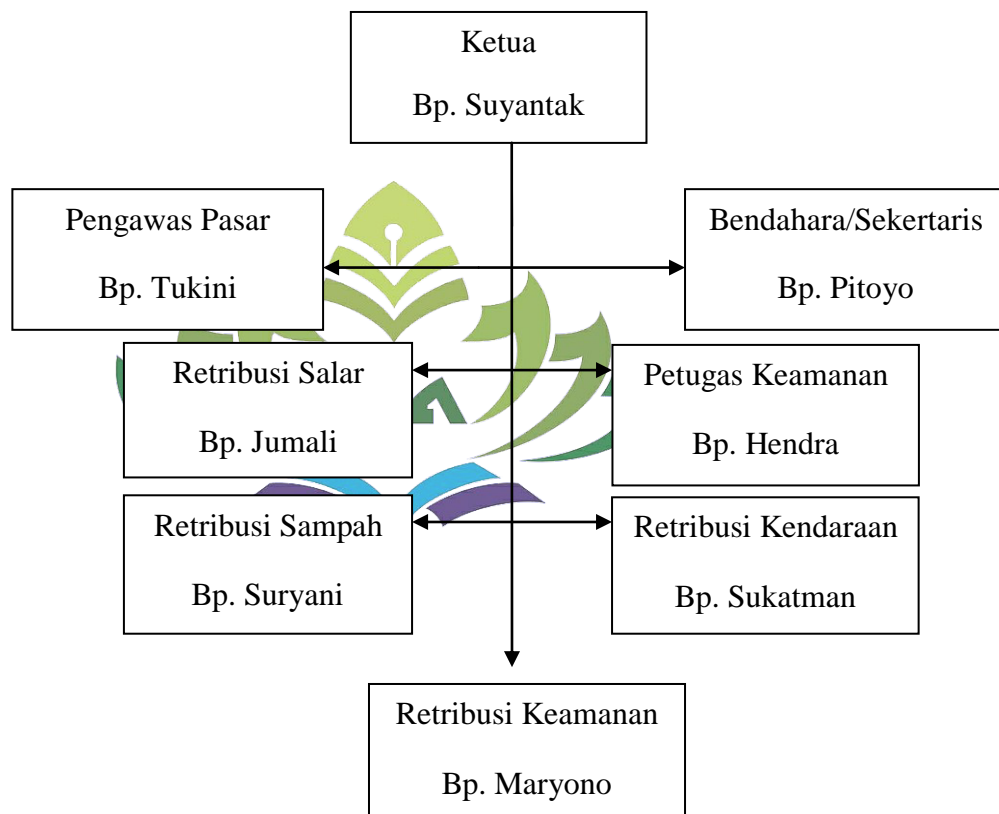 Ketua
Bp. Suyantak
Pengawas Pasar
Bp. Tukini
Bendahara/Sekertaris
Bp. Pitoyo
Retribusi Salar
Bp. Jumali
Petugas Keamanan
Bp. Hendra
Retribusi Sampah
Bp. Suryani
Retribusi Kendaraan
Bp. Sukatman
Retribusi Keamanan
Bp. Maryono